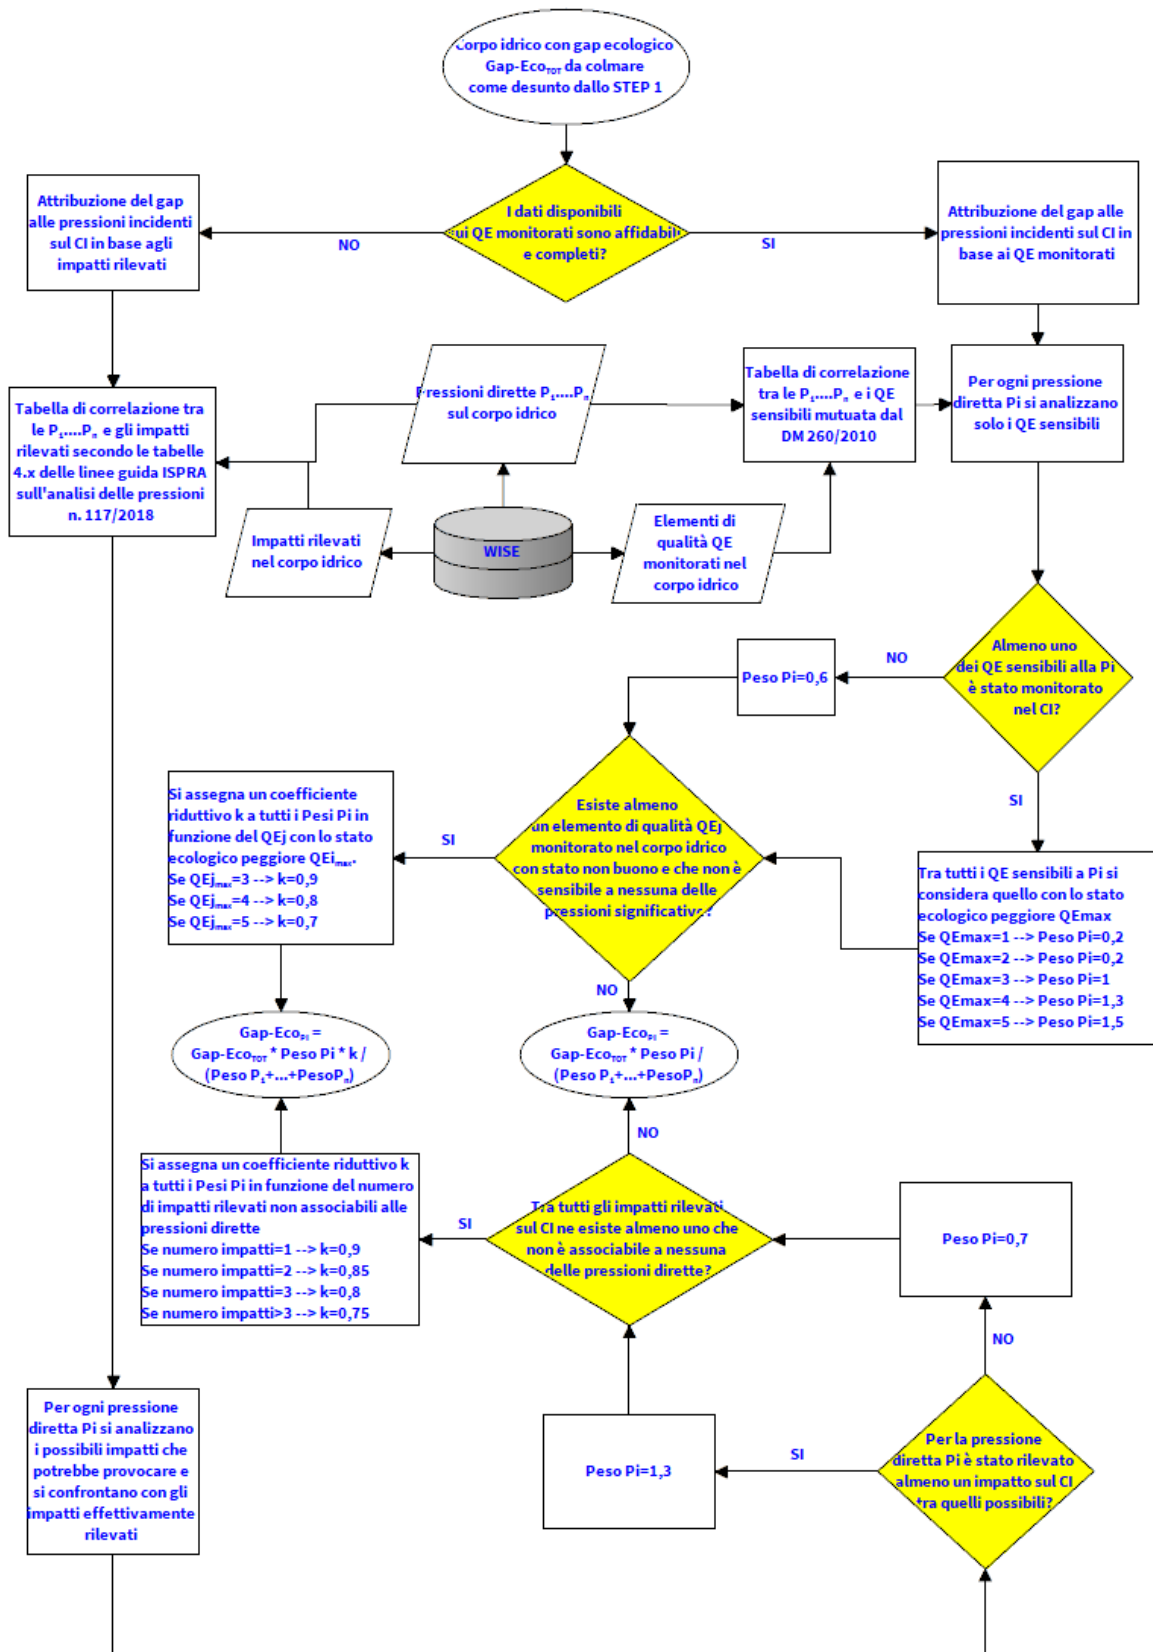 Corpo idrico con gap ecologico
Gap-Eco_TOT da colmare
come desunto dallo STEP 1
I dati disponibili
sui QE monitorati sono affidabili
e completi?
NO
SI
Attribuzione del gap
alle pressioni incidenti
sul CI in base agli
impatti rilevati
Attribuzione del gap alle
pressioni incidenti sul CI in
base ai QE monitorati
Tabella di correlazione tra
le P₁....Pₙ e gli impatti
rilevati secondo le tabelle
4.x delle linee guida ISPRA
sull'analisi delle pressioni
n. 117/2018
Pressioni dirette P₁....Pₙ
sul corpo idrico
Tabella di correlazione
tra le P₁....Pₙ e i QE
sensibili mutuata dal
DM 260/2010
Per ogni pressione
diretta Pi si analizzano
solo i QE sensibili
Impatti rilevati
nel corpo idrico
WISE
Elementi di
qualità QE
monitorati nel
corpo idrico
Almeno uno
dei QE sensibili alla Pi
è stato monitorato
nel CI?
NO
Peso Pi=0,6
SI
Si assegna un coefficiente
riduttivo k a tutti i Pesi Pi in
funzione del QEj con lo stato
ecologico peggiore QEi_max.
Se QEj_max=3 --> k=0,9
Se QEj_max=4 --> k=0,8
Se QEj_max=5 --> k=0,7
SI
Esiste almeno
un elemento di qualità QEj
monitorato nel corpo idrico
con stato non buono e che non è
sensibile a nessuna delle
pressioni significative?
NO
Tra tutti i QE sensibili a Pi si
considera quello con lo stato
ecologico peggiore QEmax
Se QEmax=1 --> Peso Pi=0,2
Se QEmax=2 --> Peso Pi=0,2
Se QEmax=3 --> Peso Pi=1
Se QEmax=4 --> Peso Pi=1,3
Se QEmax=5 --> Peso Pi=1,5
Gap-Eco_Pi =
Gap-Eco_TOT * Peso Pi * k /
(Peso P₁+...+PesoPₙ)
Gap-Eco_Pi =
Gap-Eco_TOT * Peso Pi /
(Peso P₁+...+PesoPₙ)
NO
Si assegna un coefficiente riduttivo k
a tutti i Pesi Pi in funzione del numero
di impatti rilevati non associabili alle
pressioni dirette
Se numero impatti=1 --> k=0,9
Se numero impatti=2 --> k=0,85
Se numero impatti=3 --> k=0,8
Se numero impatti>3 --> k=0,75
SI
Tra tutti gli impatti rilevati
sul CI ne esiste almeno uno che
non è associabile a nessuna
delle pressioni dirette?
Peso Pi=0,7
NO
Per ogni pressione
diretta Pi si analizzano
i possibili impatti che
potrebbe provocare e
si confrontano con gli
impatti effettivamente
rilevati
Peso Pi=1,3
SI
Per la pressione
diretta Pi è stato rilevato
almeno un impatto sul CI
tra quelli possibili?